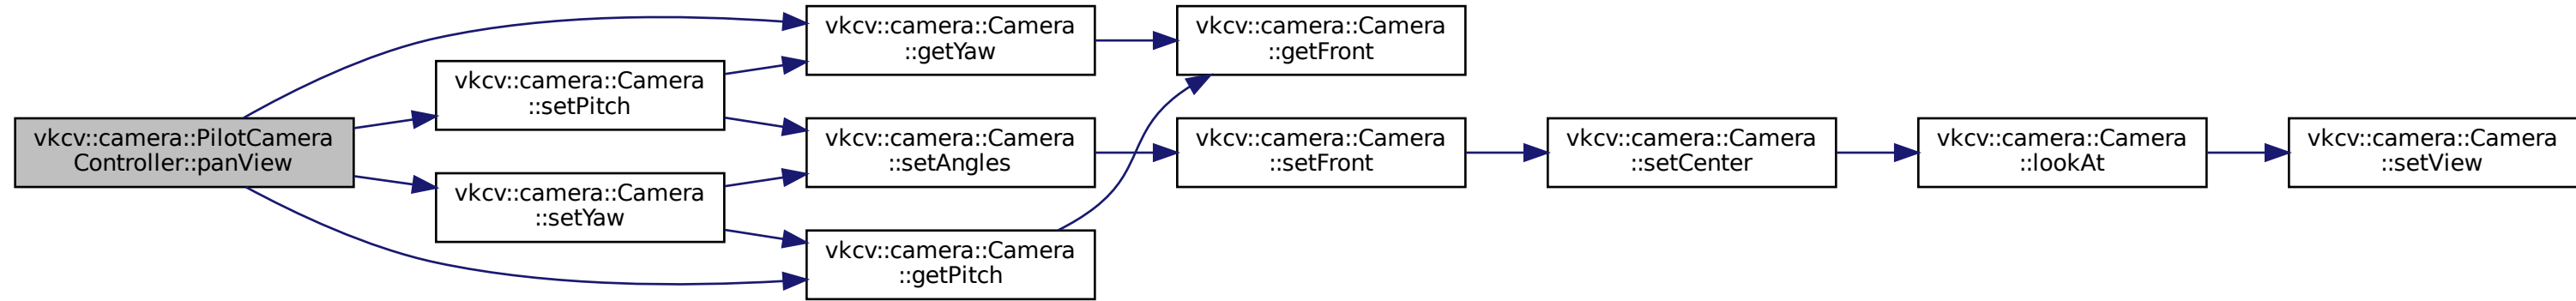 vkcv::camera::PilotCamera
Controller::panView
vkcv::camera::Camera
::setPitch
vkcv::camera::Camera
::setYaw
vkcv::camera::Camera
::getYaw
vkcv::camera::Camera
::setAngles
vkcv::camera::Camera
::getPitch
vkcv::camera::Camera
::getFront
vkcv::camera::Camera
::setFront
vkcv::camera::Camera
::setCenter
vkcv::camera::Camera
::lookAt
vkcv::camera::Camera
::setView